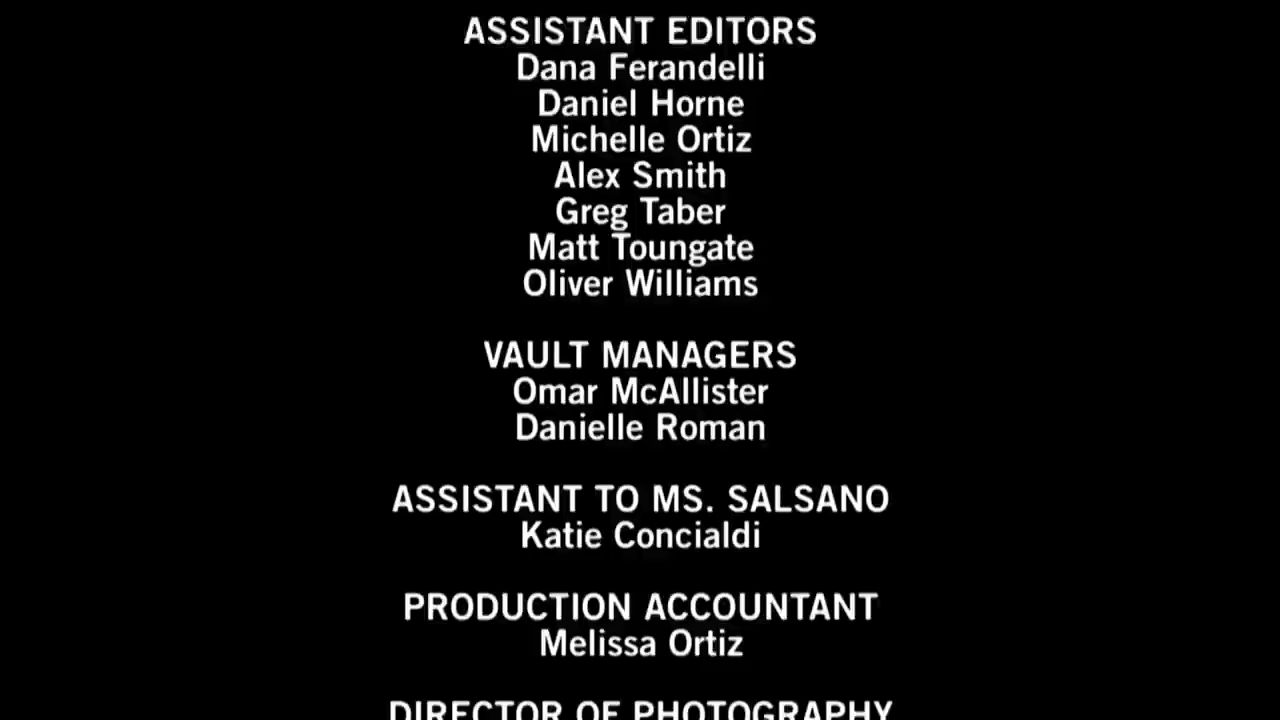 ASSISTANT EDITORS
Dana Ferandelli
Daniel Horne
Michelle Ortiz
Alex Smith
Greg Taber
Matt Toungate
Oliver Williams
VAULT MANAGERS
Omar McAllister
Danielle Roman
ASSISTANT TO MS. SALSANO
Katie Concialdi
PRODUCTION ACCOUNTANT
Melissa Ortiz
DIRECTOR OF PHOTOGRAPHY